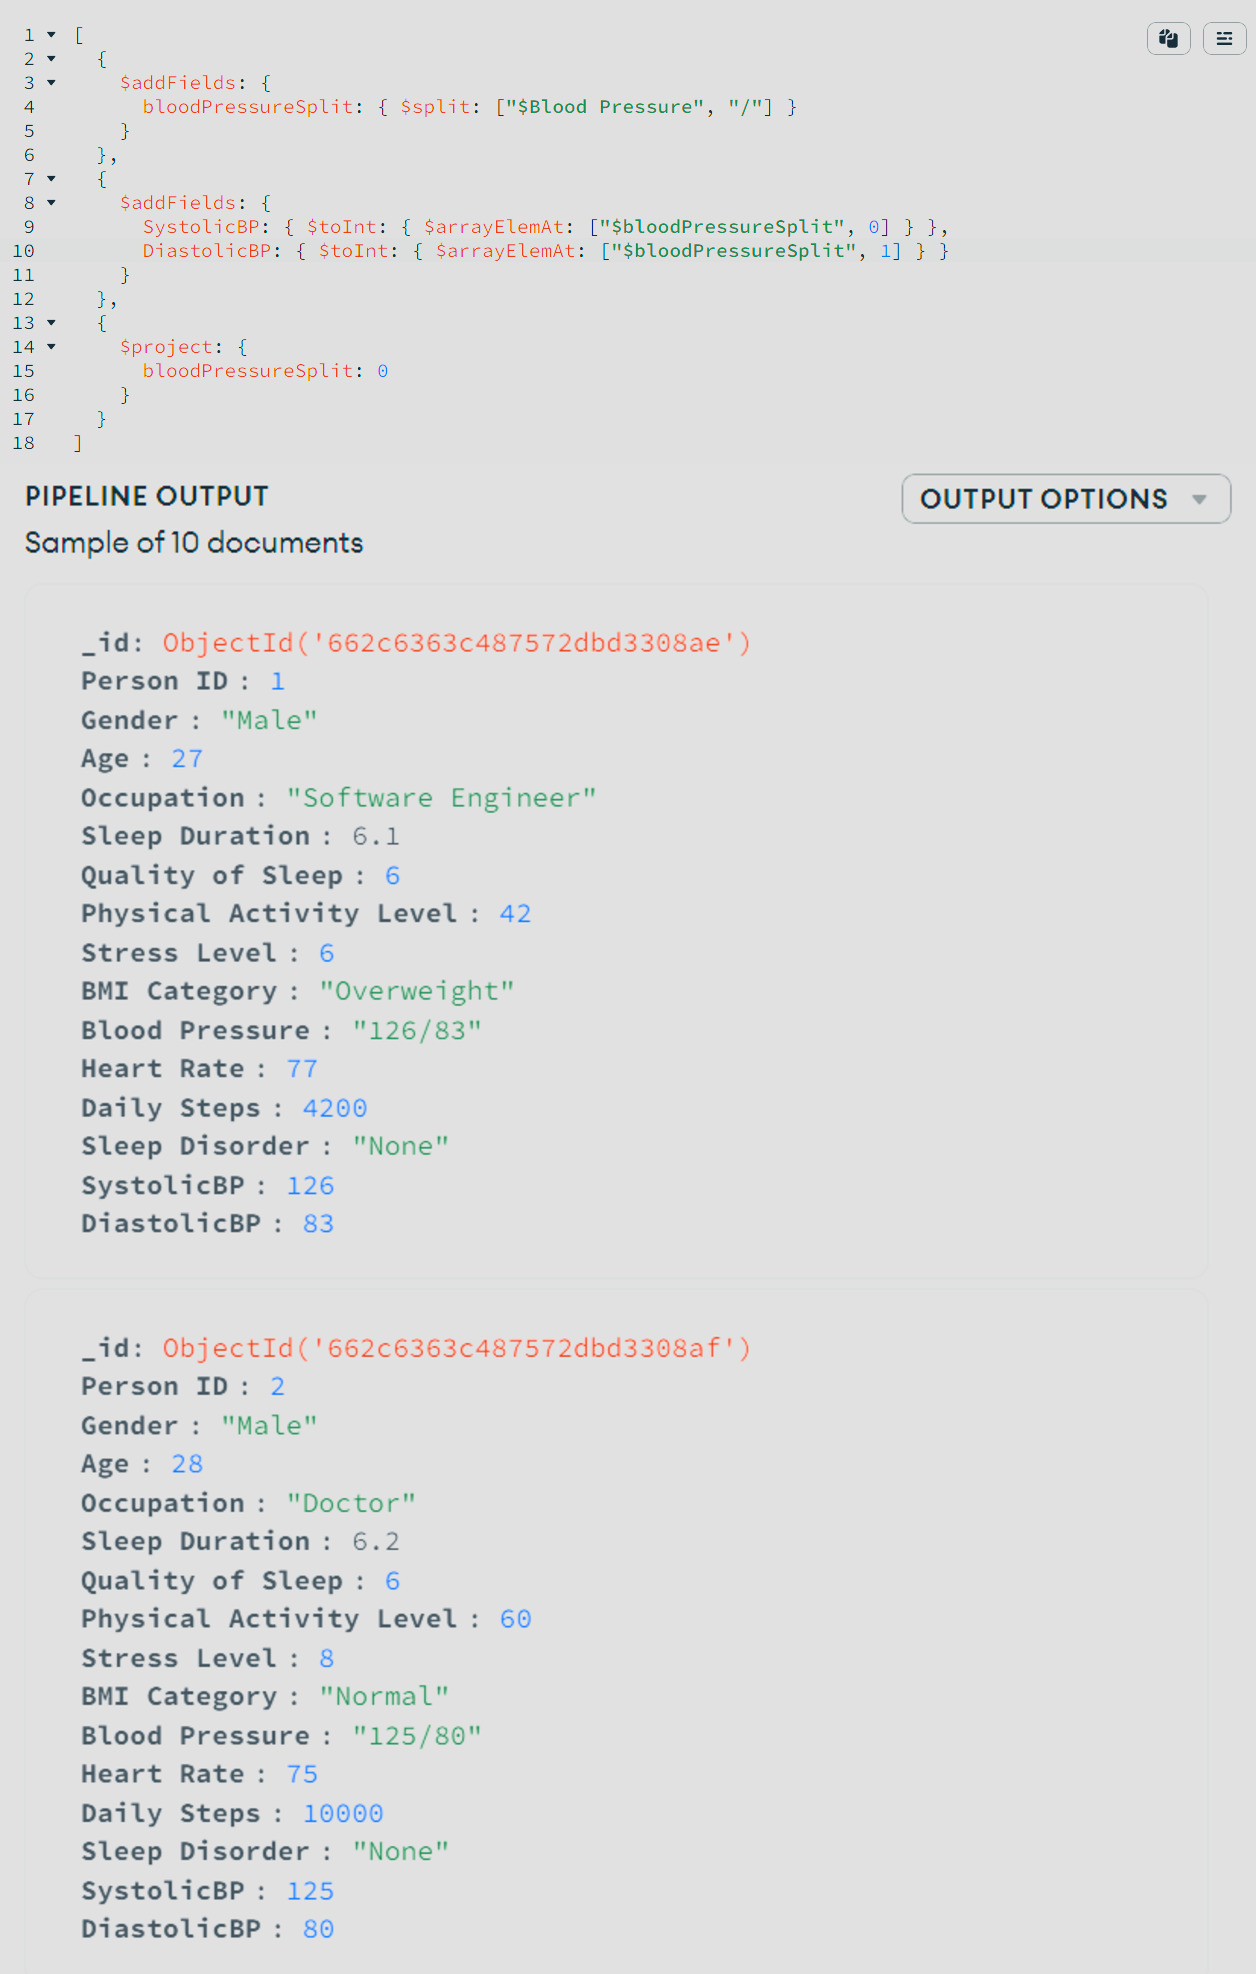 1 [
2 {
3 $addFields: {
4 bloodPressureSplit: { $split: ["$Blood Pressure", "/"] }
5 }
6 },
7 {
8 $addFields: {
9 SystolicBP: { $toInt: { $arrayElemAt: ["$bloodPressureSplit", 0] } },
10 DiastolicBP: { $toInt: { $arrayElemAt: ["$bloodPressureSplit", 1] } }
11 }
12 },
13 {
14 $project: {
15 bloodPressureSplit: 0
16 }
17 }
18 ]
PIPELINE OUTPUT
OUTPUT OPTIONS
Sample of 10 documents
_id: ObjectId('662c6363c487572dbd3308ae')
Person ID : 1
Gender : "Male"
Age : 27
Occupation : "Software Engineer"
Sleep Duration : 6.1
Quality of Sleep : 6
Physical Activity Level : 42
Stress Level : 6
BMI Category : "Overweight"
Blood Pressure : "126/83"
Heart Rate : 77
Daily Steps : 4200
Sleep Disorder : "None"
SystolicBP : 126
DiastolicBP : 83
_id: ObjectId('662c6363c487572dbd3308af')
Person ID : 2
Gender : "Male"
Age : 28
Occupation : "Doctor"
Sleep Duration : 6.2
Quality of Sleep : 6
Physical Activity Level : 60
Stress Level : 8
BMI Category : "Normal"
Blood Pressure : "125/80"
Heart Rate : 75
Daily Steps : 10000
Sleep Disorder : "None"
SystolicBP : 125
DiastolicBP : 80